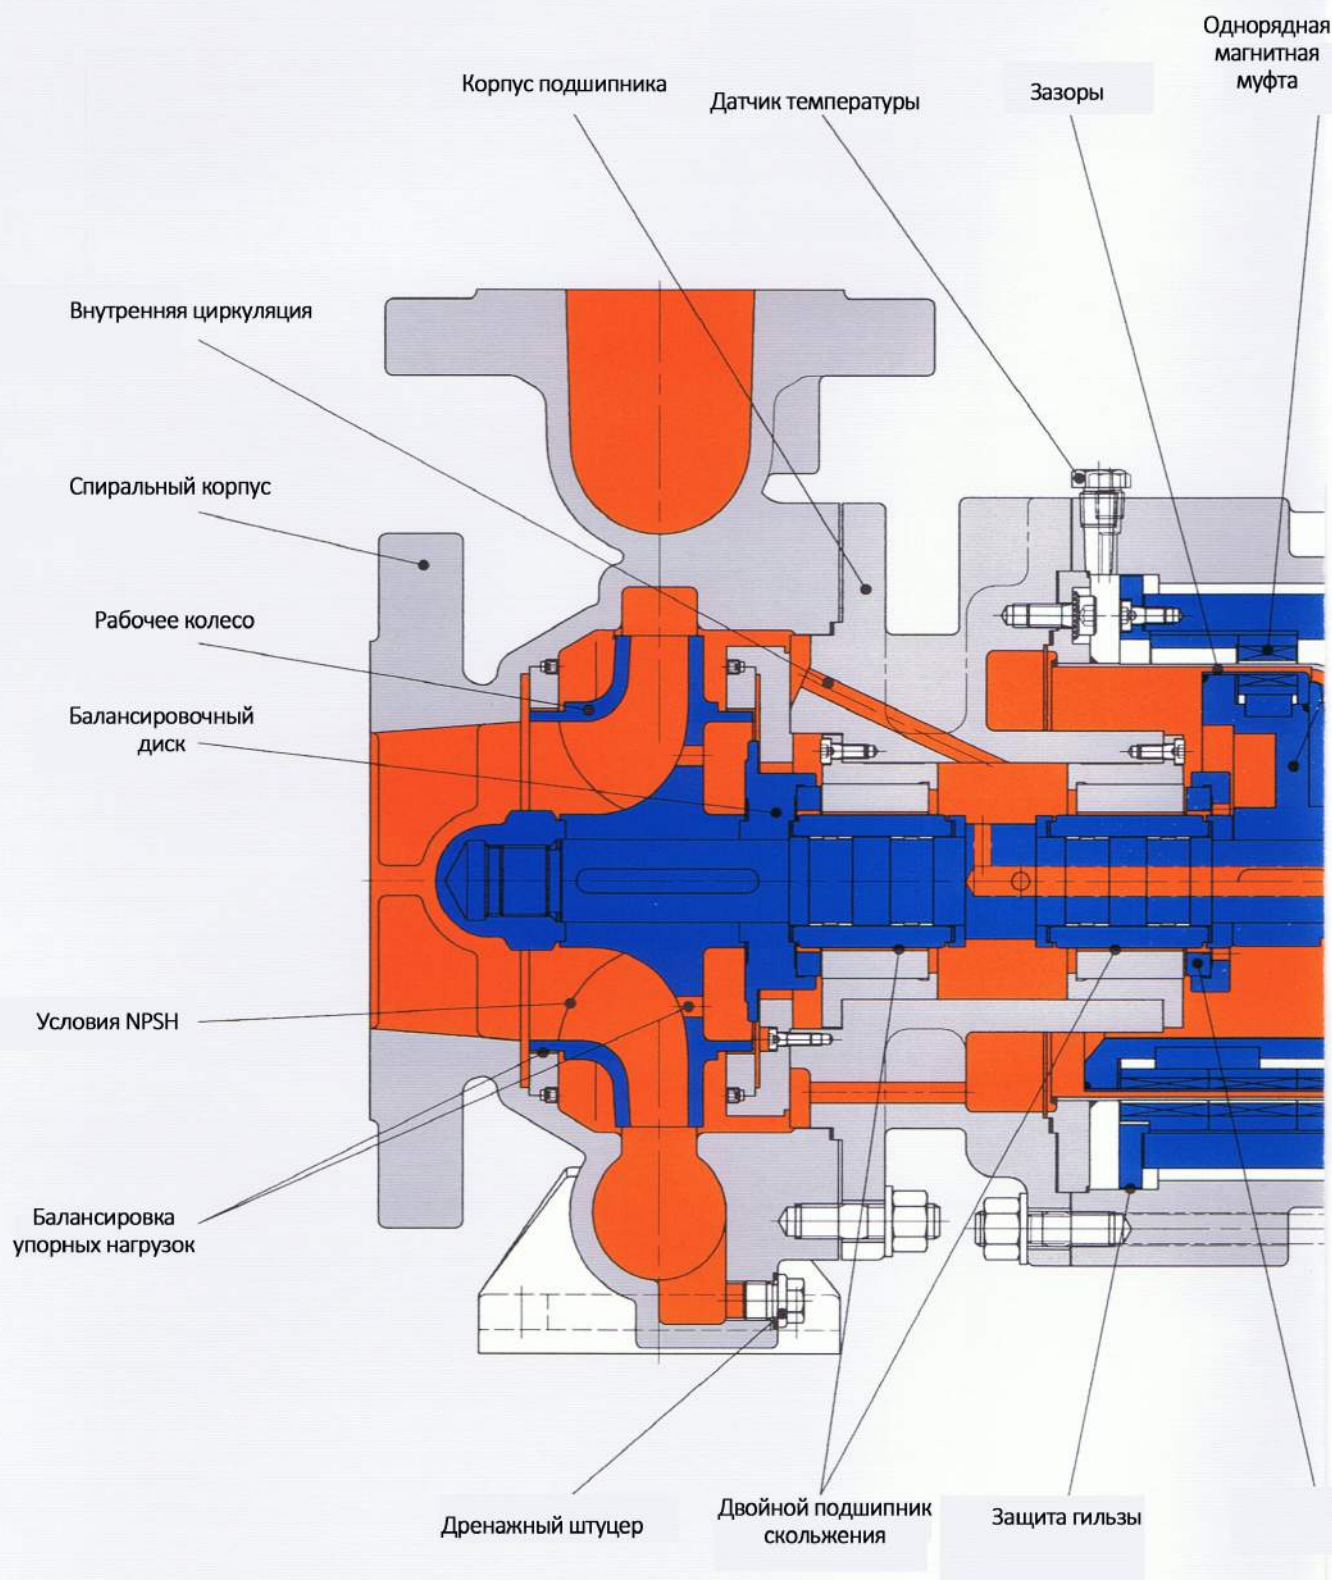 Однорядная
магнитная
муфта
Корпус подшипника
Датчик температуры
Зазоры
Внутренняя циркуляция
Спиральный корпус
Рабочее колесо
Балансировочный
диск
Условия NPSH
Балансировка
упорных нагрузок
Дренажный штуцер
Двойной подшипник
скольжения
Защита гильзы